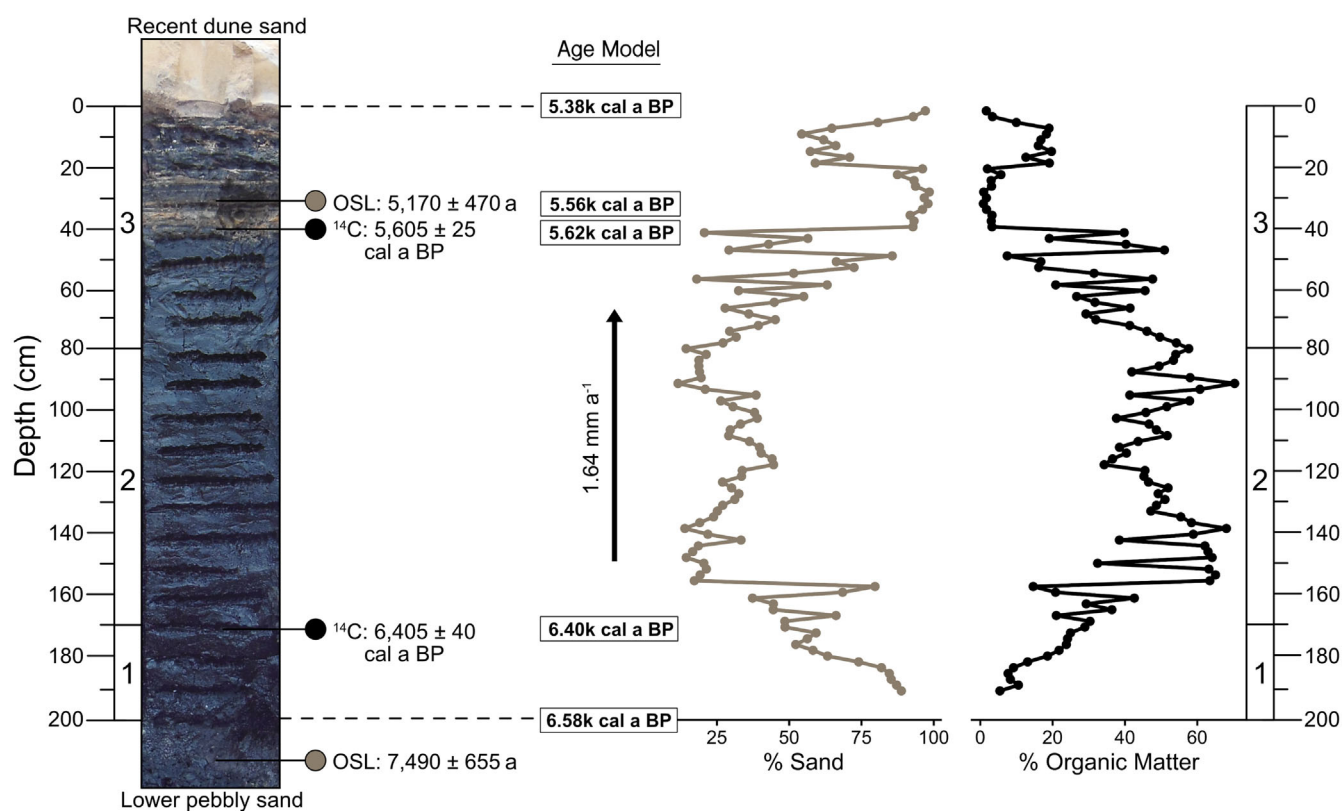 Recent dune sand
Age Model
0
20
40
60
80
100
120
140
160
180
200
Depth (cm)
3
2
1
OSL: 5,170 ± 470 a
¹⁴C: 5,605 ± 25
cal a BP
¹⁴C: 6,405 ± 40
cal a BP
OSL: 7,490 ± 655 a
Lower pebbly sand
5.38k cal a BP
5.56k cal a BP
5.62k cal a BP
6.40k cal a BP
6.58k cal a BP
1.64 mm a⁻¹
25
50
75
100
% Sand
0
20
40
60
% Organic Matter
3
2
1
0
20
40
60
80
100
120
140
160
180
200